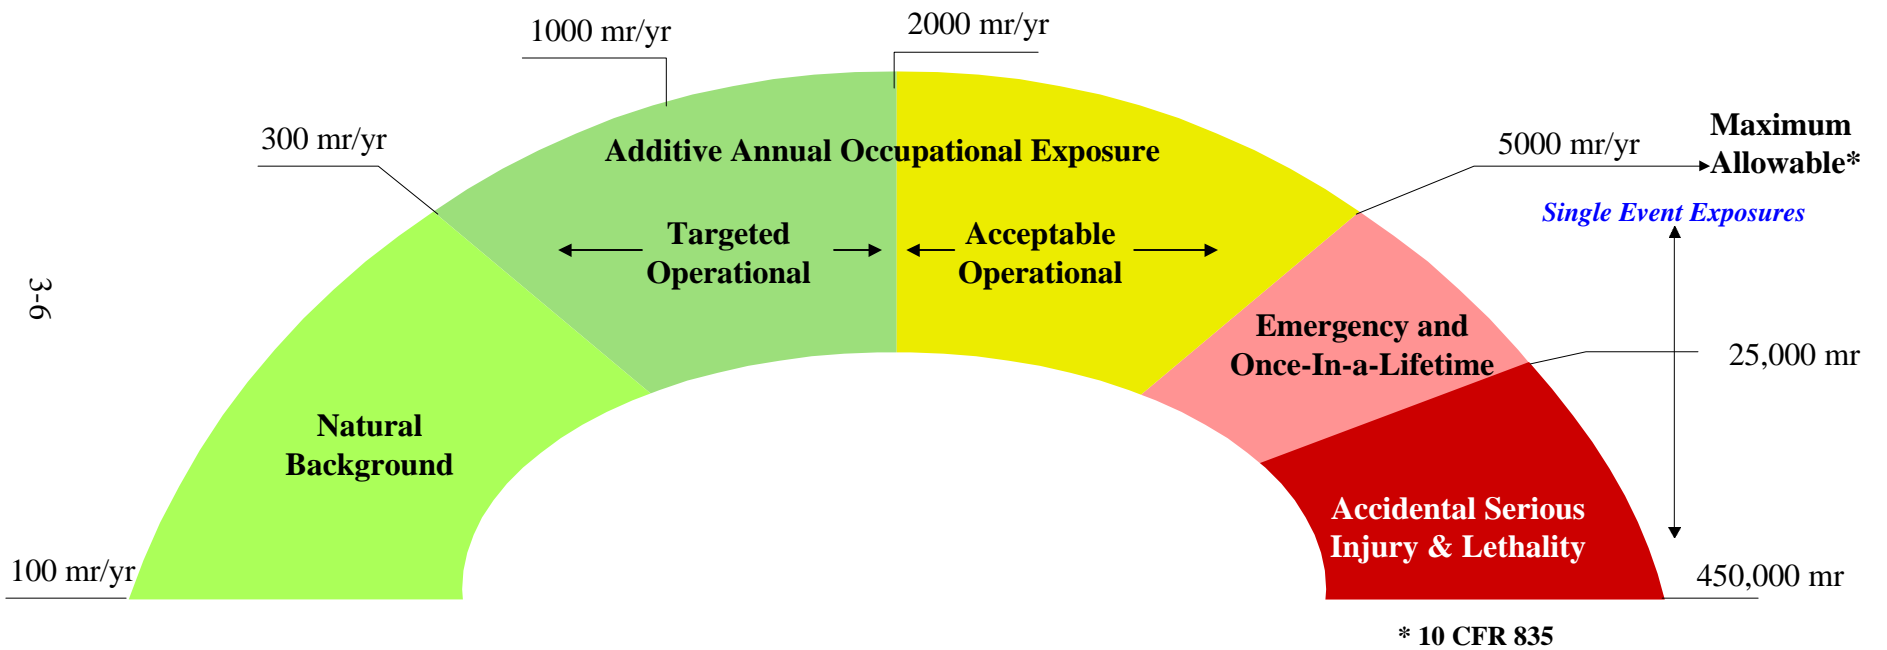 2000 mr/yr
1000 mr/yr
300 mr/yr
5000 mr/yr
Maximum
Allowable*
Additive Annual Occupational Exposure
Single Event Exposures
Targeted
Operational
Acceptable
Operational
3-6
Emergency and
Once-In-a-Lifetime
25,000 mr
Natural
Background
Accidental Serious
Injury & Lethality
100 mr/yr
450,000 mr
* 10 CFR 835